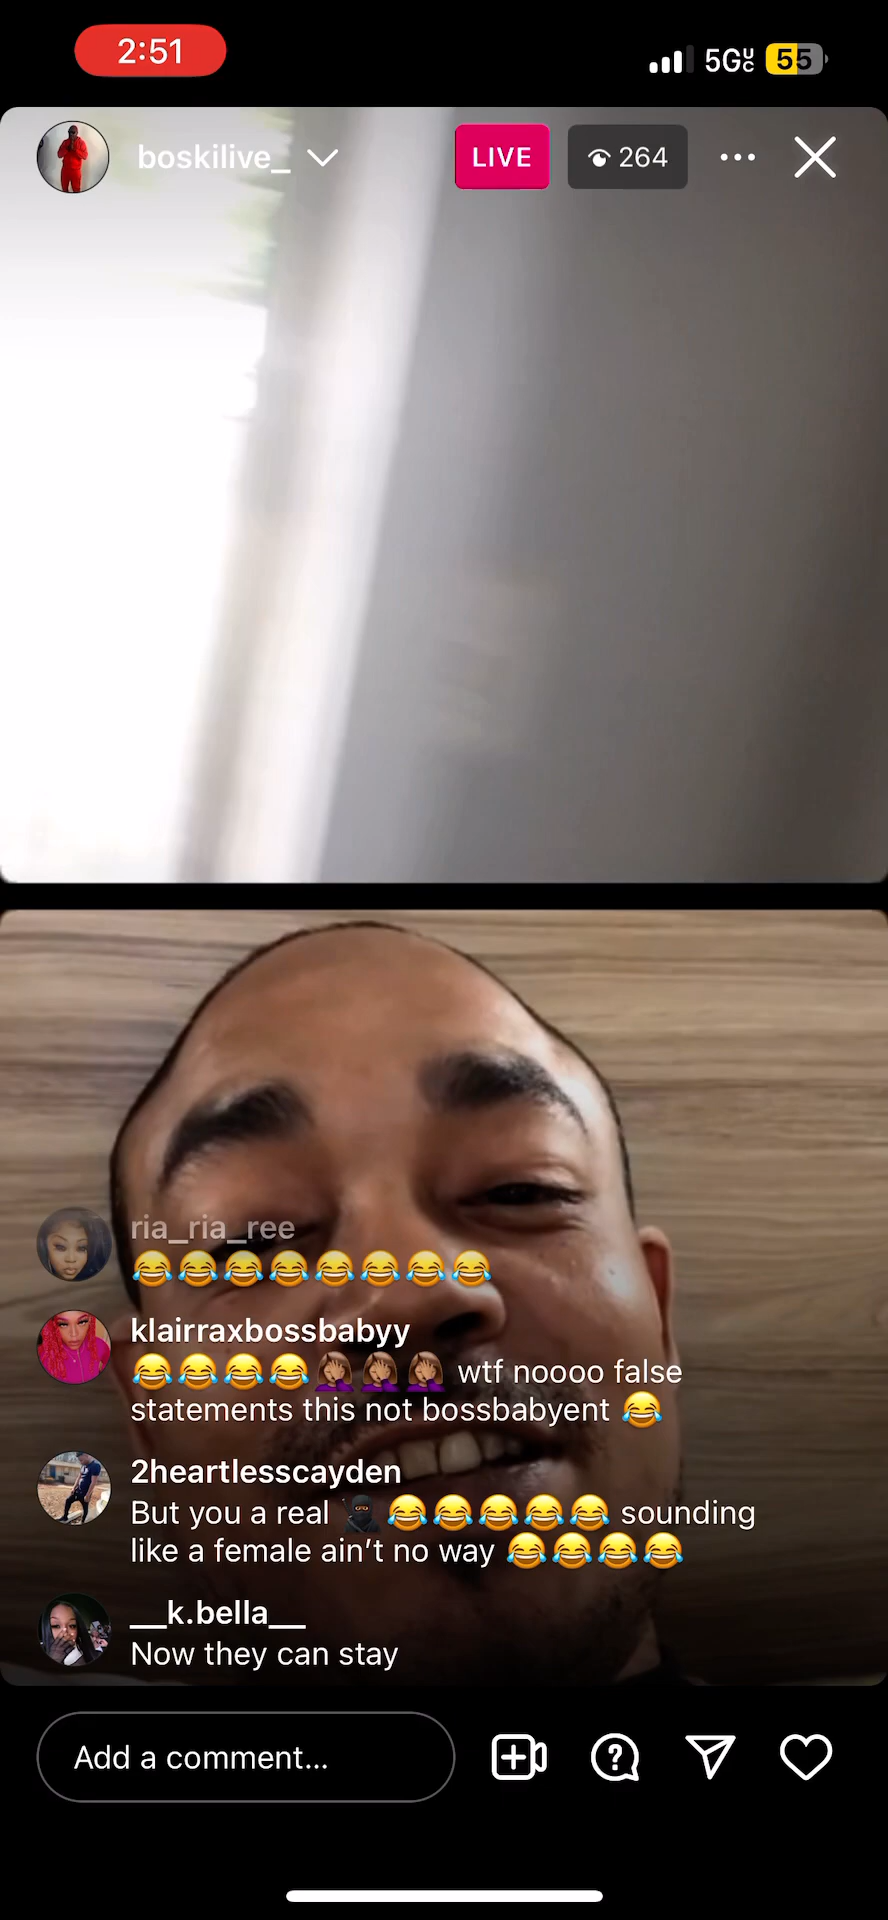 2:51
5G UC 55
boskilive_
LIVE
264
ria_ria_ree
😂😂😂😂😂😂😂😂
klairraxbossbabyy
😂😂😂😂🤦🏽‍♀️🤦🏽‍♀️🤦🏽‍♀️ wtf noooo false
statements this not bossbabyent 😂
2heartlesscayden
But you a real 🥷🏿😂😂😂😂😂 sounding
like a female ain’t no way 😂😂😂😂
__k.bella__
Now they can stay
Add a comment...